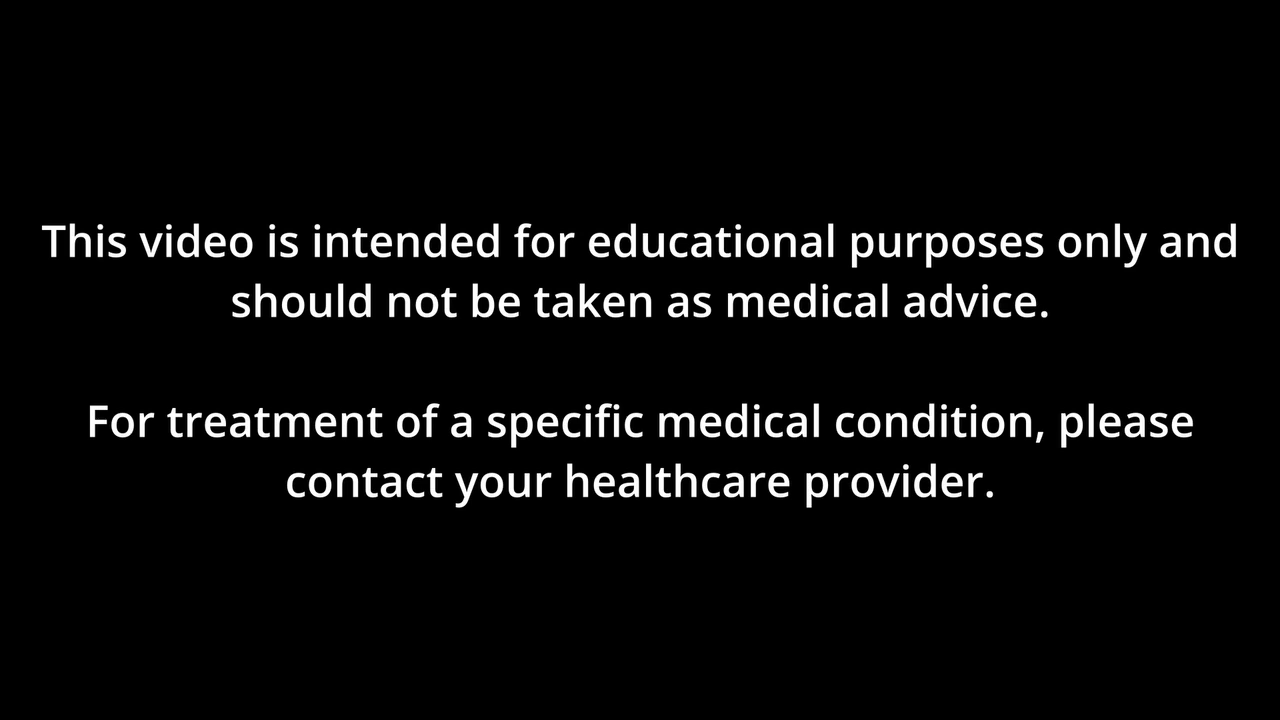 This video is intended for educational purposes only and
should not be taken as medical advice.
For treatment of a specific medical condition, please
contact your healthcare provider.